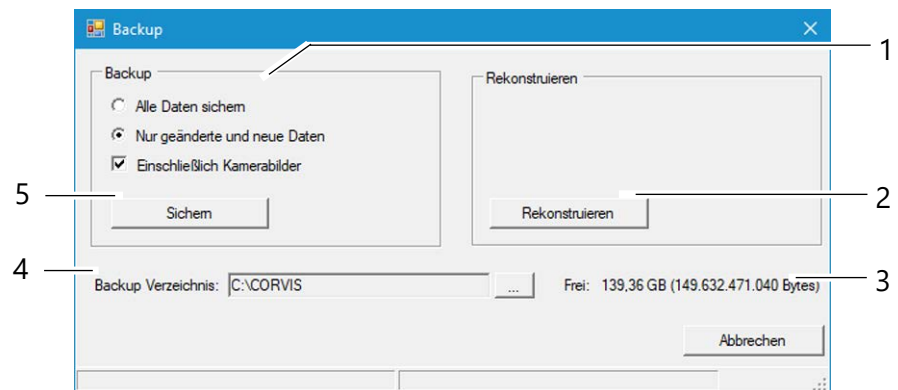 Backup
1
Backup
Rekonstruieren
Alle Daten sichern
Nur geänderte und neue Daten
Einschließlich Kamerabilder
5
2
Sichern
Rekonstruieren
4
Backup Verzeichnis: C:\CORVIS ... Frei: 139,36 GB (149.632.471.040 Bytes)
3
Abbrechen